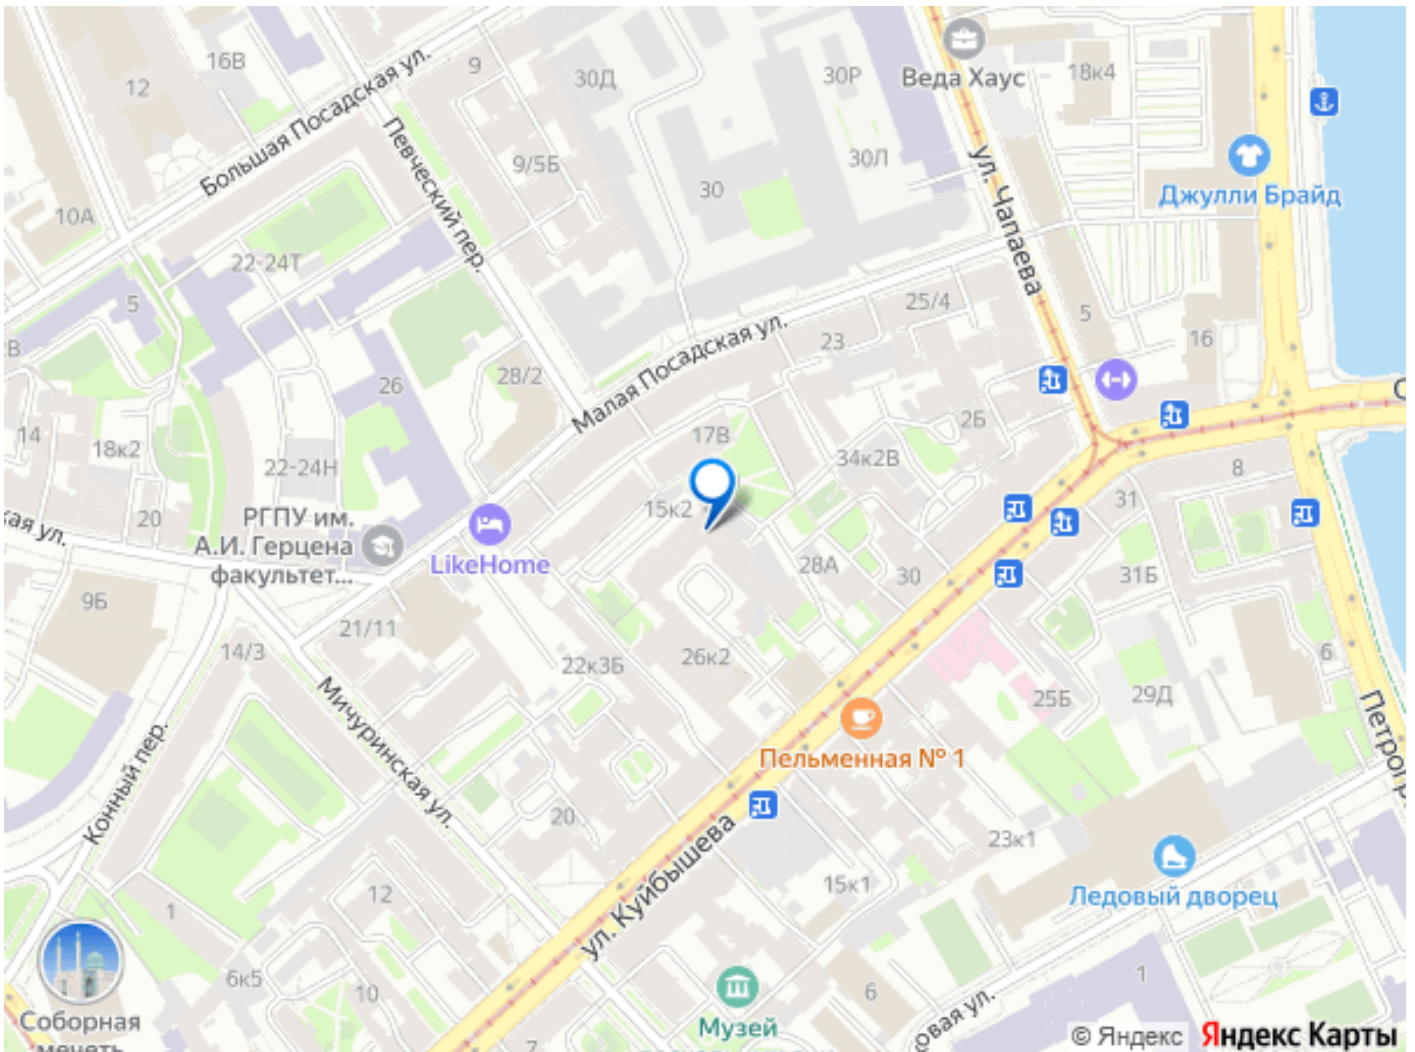 16В
9
12
30Д
30Р
Веда Хаус
18к4
Большая Посадская ул.
Певческий пер.
9/5Б
30Л
30
ул. Чапаева
Джулли Брайд
10А
22-24Т
5
25/4
5
23
16
Малая Посадская ул.
28/2
26
2Б
14
18к2
22-24Н
17В
34к2В
8
31
20
РГПУ им.
А.И. Герцена
факультет...
LikeHome
15к2
28А
30
31Б
9Б
21/11
14/3
22к3Б
26к2
6
25Б
29Д
Мичуринская ул.
Конный пер.
Пельменная № 1
20
ул. Куйбышева
23к1
15к1
12
1
Ледовый дворец
6к5
10
6
1
Соборная
мечеть
Музей
7
© Яндекс
Яндекс Карты